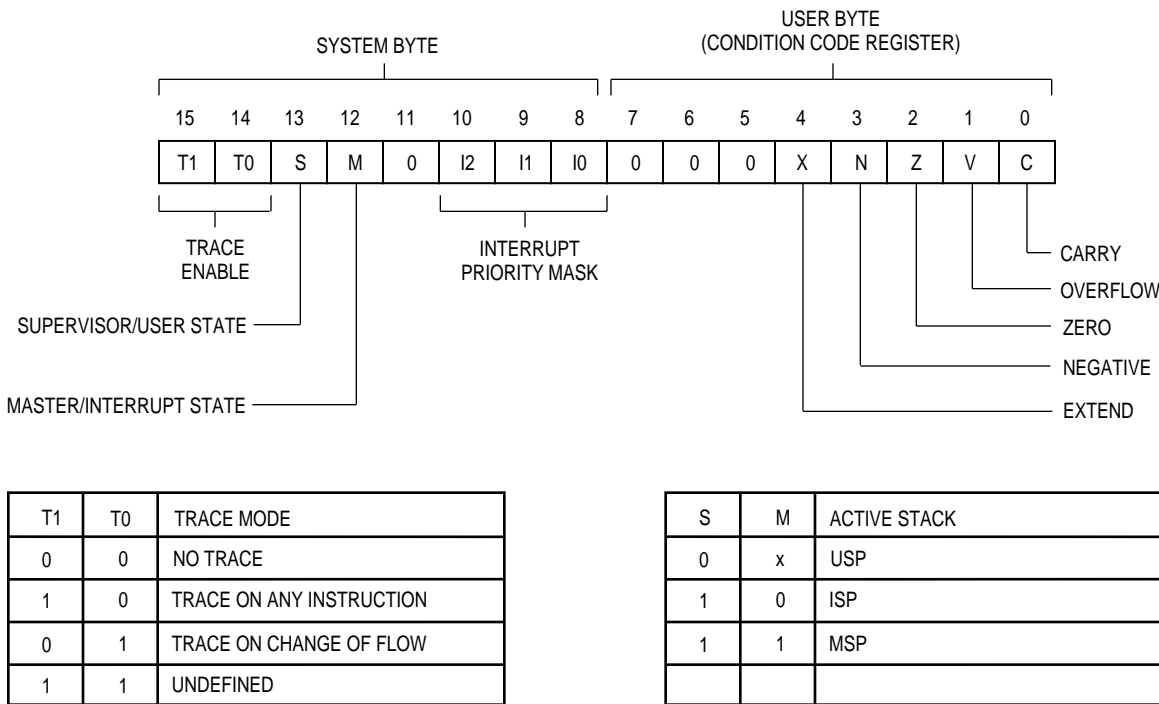 USER BYTE
(CONDITION CODE REGISTER)
SYSTEM BYTE
15 14 13 12 11 10 9 8 7 6 5 4 3 2 1 0
T1 T0 S M 0 I2 I1 I0 0 0 0 X N Z V C
TRACE
ENABLE
INTERRUPT
PRIORITY MASK
CARRY
OVERFLOW
SUPERVISOR/USER STATE
ZERO
NEGATIVE
MASTER/INTERRUPT STATE
EXTEND
T1 T0 TRACE MODE
0 0 NO TRACE
1 0 TRACE ON ANY INSTRUCTION
0 1 TRACE ON CHANGE OF FLOW
1 1 UNDEFINED
S M ACTIVE STACK
0 x USP
1 0 ISP
1 1 MSP